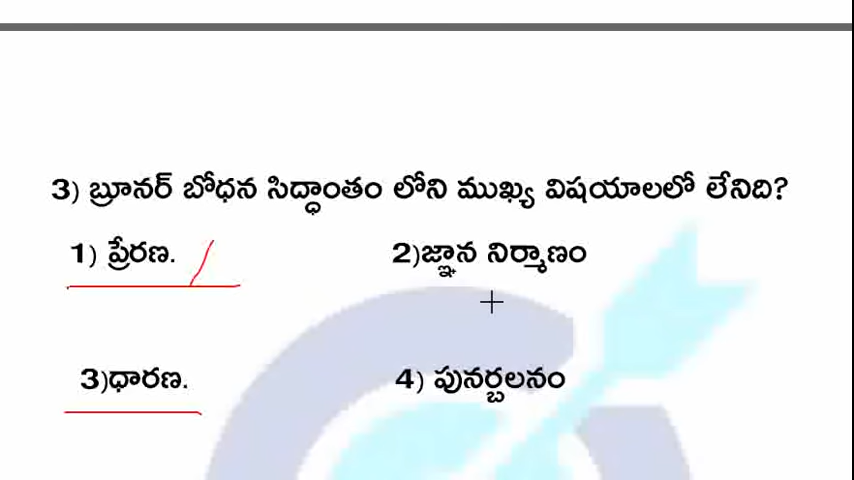 3) బ్రూనర్ బోధన సిద్ధాంతం లోని ముఖ్య విషయాలలో లేనిది?
1) ప్రేరణ. 2)జ్ఞాన నిర్మాణం
3)ధారణ. 4) పునర్బలనం